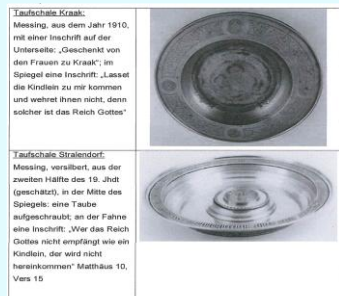 Taufschale Kraak:
Messing, aus dem Jahr 1910,
mit einer Inschrift auf der
Unterseite: „Geschenkt von
den Frauen zu Kraak“; im
Spiegel eine Inschrift: „Lasset
die Kindlein zu mir kommen
und wehret ihnen nicht, denn
solcher ist das Reich Gottes“
Taufschale Stralendorf:
Messing, versilbert, aus der
zweiten Hälfte des 19. Jhdt
(geschätzt), in der Mitte des
Spiegels: eine Taube
aufgeschraubt; an der Fahne
eine Inschrift: „Wer das Reich
Gottes nicht empfängt wie ein
Kindlein, der wird nicht
hereinkommen“ Matthäus 10,
Vers 15